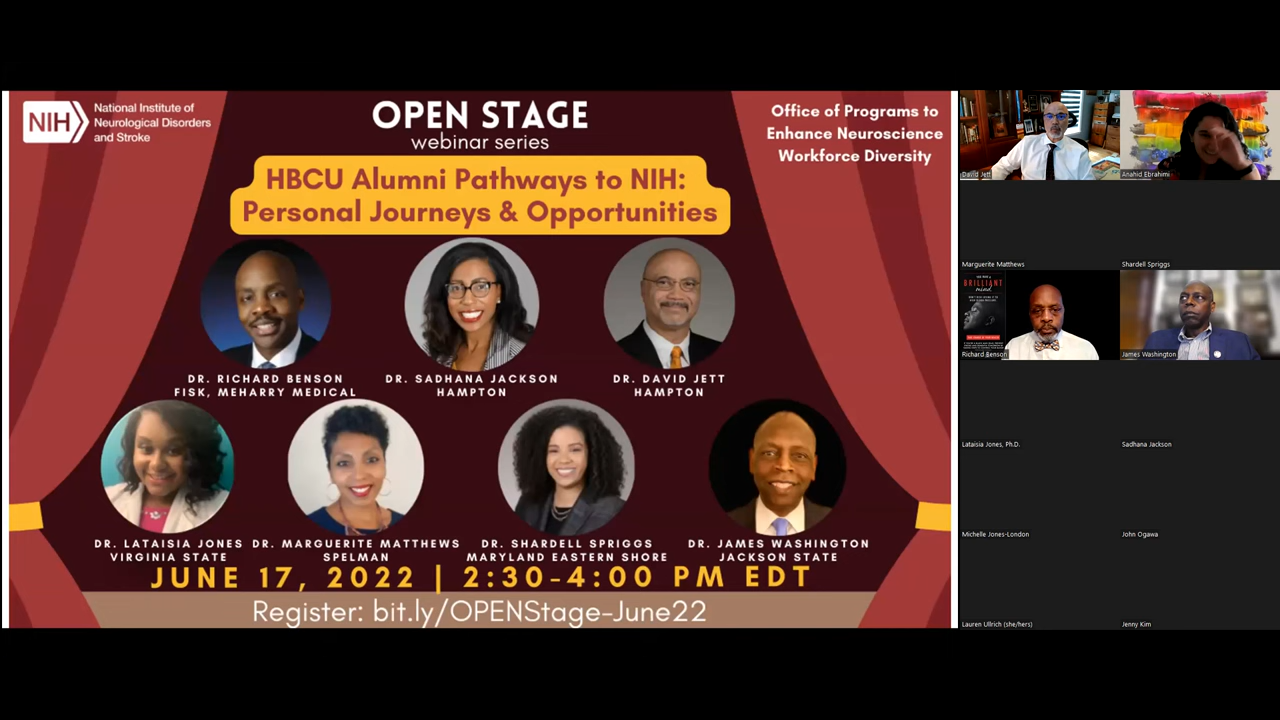 NIH
National Institute of
Neurological Disorders
and Stroke
OPEN STAGE
webinar series
Office of Programs to
Enhance Neuroscience
Workforce Diversity
HBCU Alumni Pathways to NIH:
Personal Journeys & Opportunities
DR. RICHARD BENSON
FISK, MEHARRY MEDICAL
DR. SADHANA JACKSON
HAMPTON
DR. DAVID JETT
HAMPTON
DR. LATAISIA JONES
VIRGINIA STATE
DR. MARGUERITE MATTHEWS
SPELMAN
DR. SHARDELL SPRIGGS
MARYLAND EASTERN SHORE
DR. JAMES WASHINGTON
JACKSON STATE
JUNE 17, 2022 | 2:30-4:00 PM EDT
Register: bit.ly/OPENStage-June22
David Jett
Anahid Ebrahimi
Marguerite Matthews
Shardell Spriggs
BRILLIANT
mind
Richard Benson
James Washington
Lataisia Jones, Ph.D.
Sadhana Jackson
Michelle Jones-London
John Ogawa
Lauren Ullrich (she/hers)
Jenny Kim